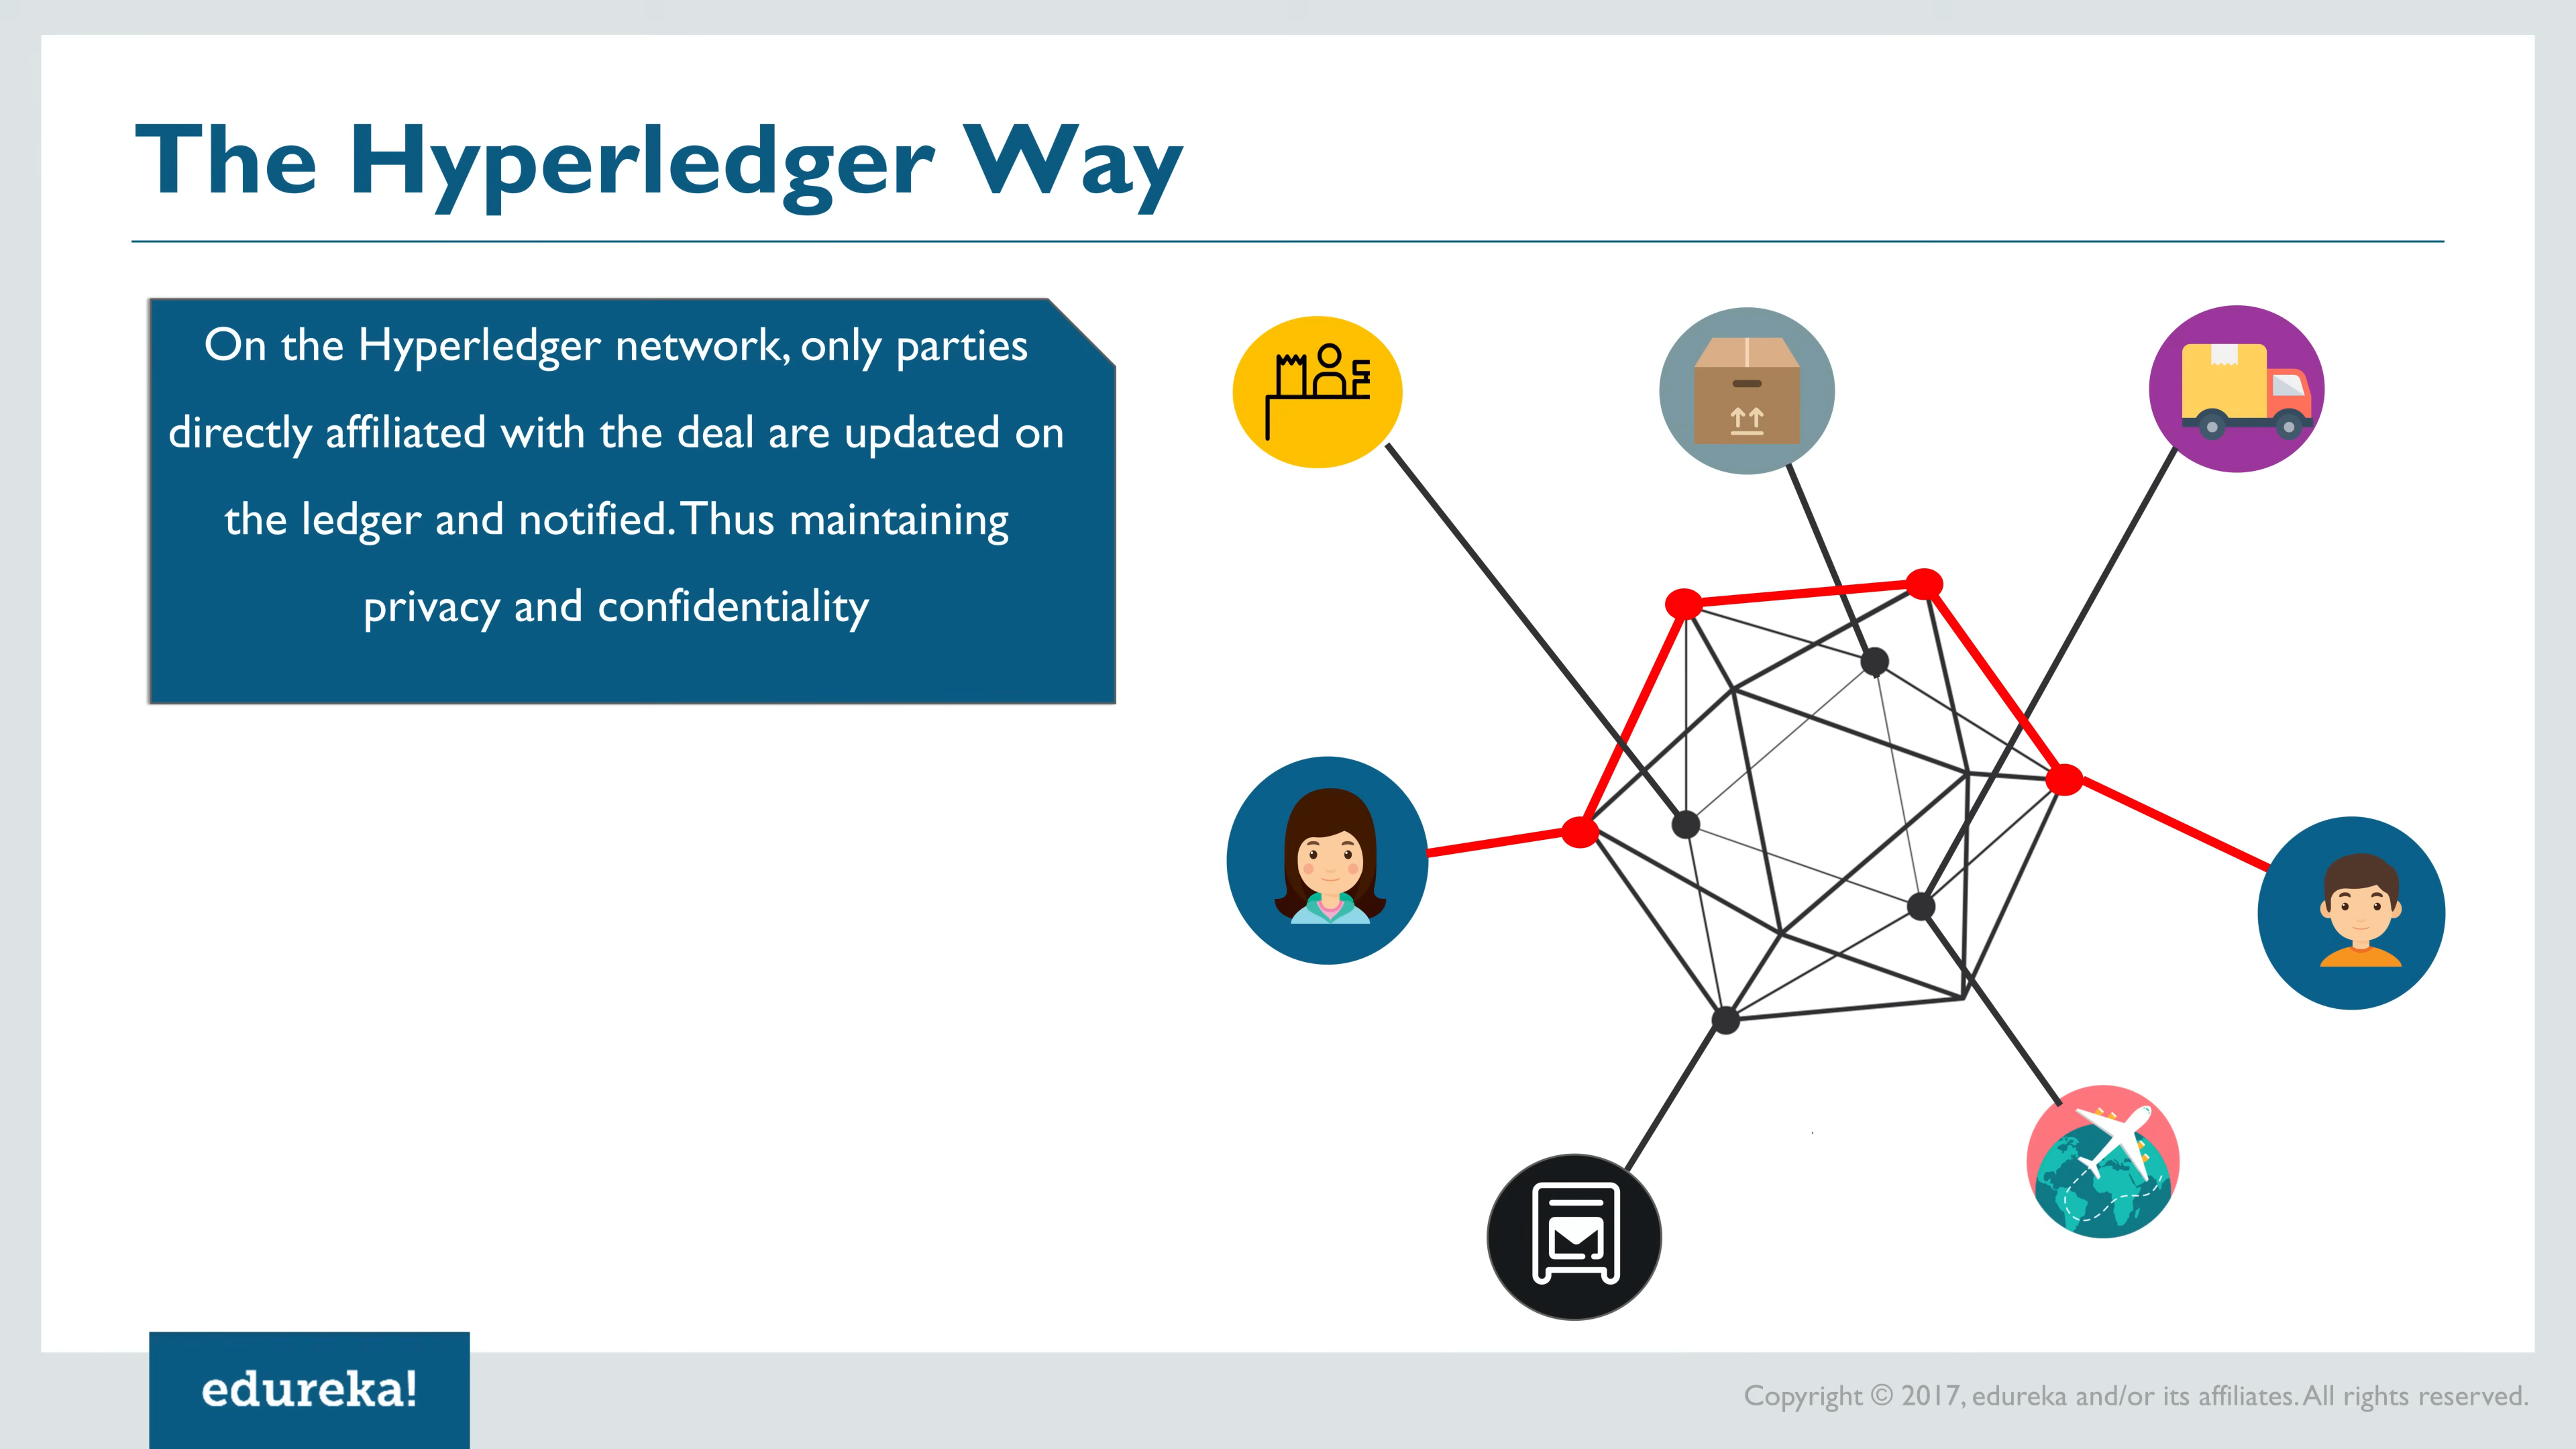 The Hyperledger Way
On the Hyperledger network, only parties
directly affiliated with the deal are updated on
the ledger and notified. Thus maintaining
privacy and confidentiality
edureka!
Copyright © 2017, edureka and/or its affiliates. All rights reserved.